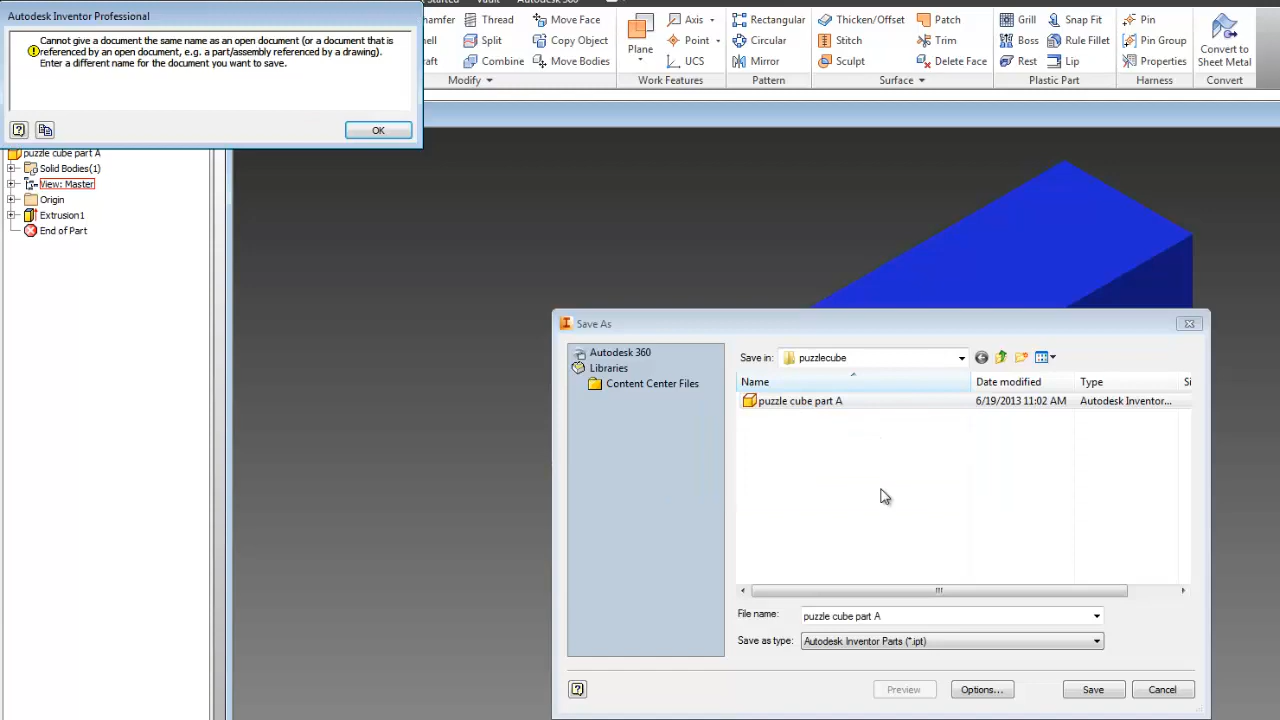 Autodesk Inventor Professional
Cannot give a document the same name as an open document (or a document that is
referenced by an open document, e.g. a part/assembly referenced by a drawing).
Enter a different name for the document you want to save.
OK
Vault
Autodesk 360
Thread
Move Face
Split
Copy Object
Combine
Move Bodies
Modify
Plane
Axis
Point
UCS
Work Features
Rectangular
Circular
Mirror
Pattern
Thicken/Offset
Patch
Stitch
Trim
Sculpt
Delete Face
Surface
Grill
Snap Fit
Boss
Rule Fillet
Rest
Lip
Plastic Part
Pin
Pin Group
Properties
Harness
Convert to
Sheet Metal
Convert
puzzle cube part A
Solid Bodies(1)
View: Master
Origin
Extrusion1
End of Part
Save As
Autodesk 360
Libraries
Content Center Files
Save in: puzzlecube
Name Date modified Type Si
puzzle cube part A 6/19/2013 11:02 AM Autodesk Inventor...
File name: puzzle cube part A
Save as type: Autodesk Inventor Parts (*.ipt)
Preview Options... Save Cancel